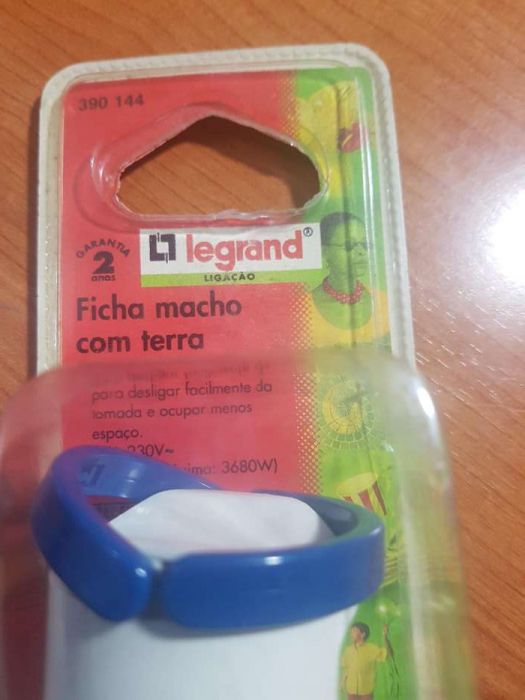 390 144
GARANTIA
2
anos
legrand®
LIGAÇÃO
Ficha macho
com terra
para desligar facilmente da
tomada e ocupar menos
espaço.
230V~
3680W)